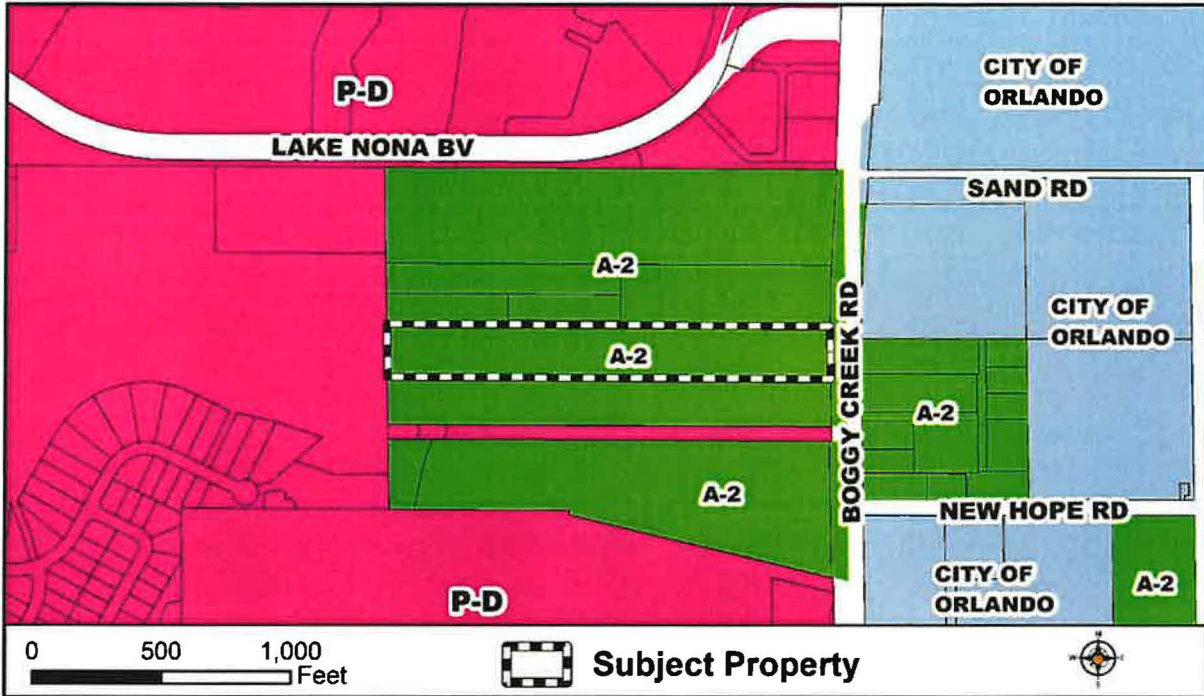 P-D
CITY OF
ORLANDO
LAKE NONA BV
SAND RD
A-2
CITY OF
ORLANDO
A-2
BOGGY CREEK RD
A-2
A-2
NEW HOPE RD
P-D
CITY OF
ORLANDO
A-2
0 500 1,000
Feet
Subject Property
N
W
E
S